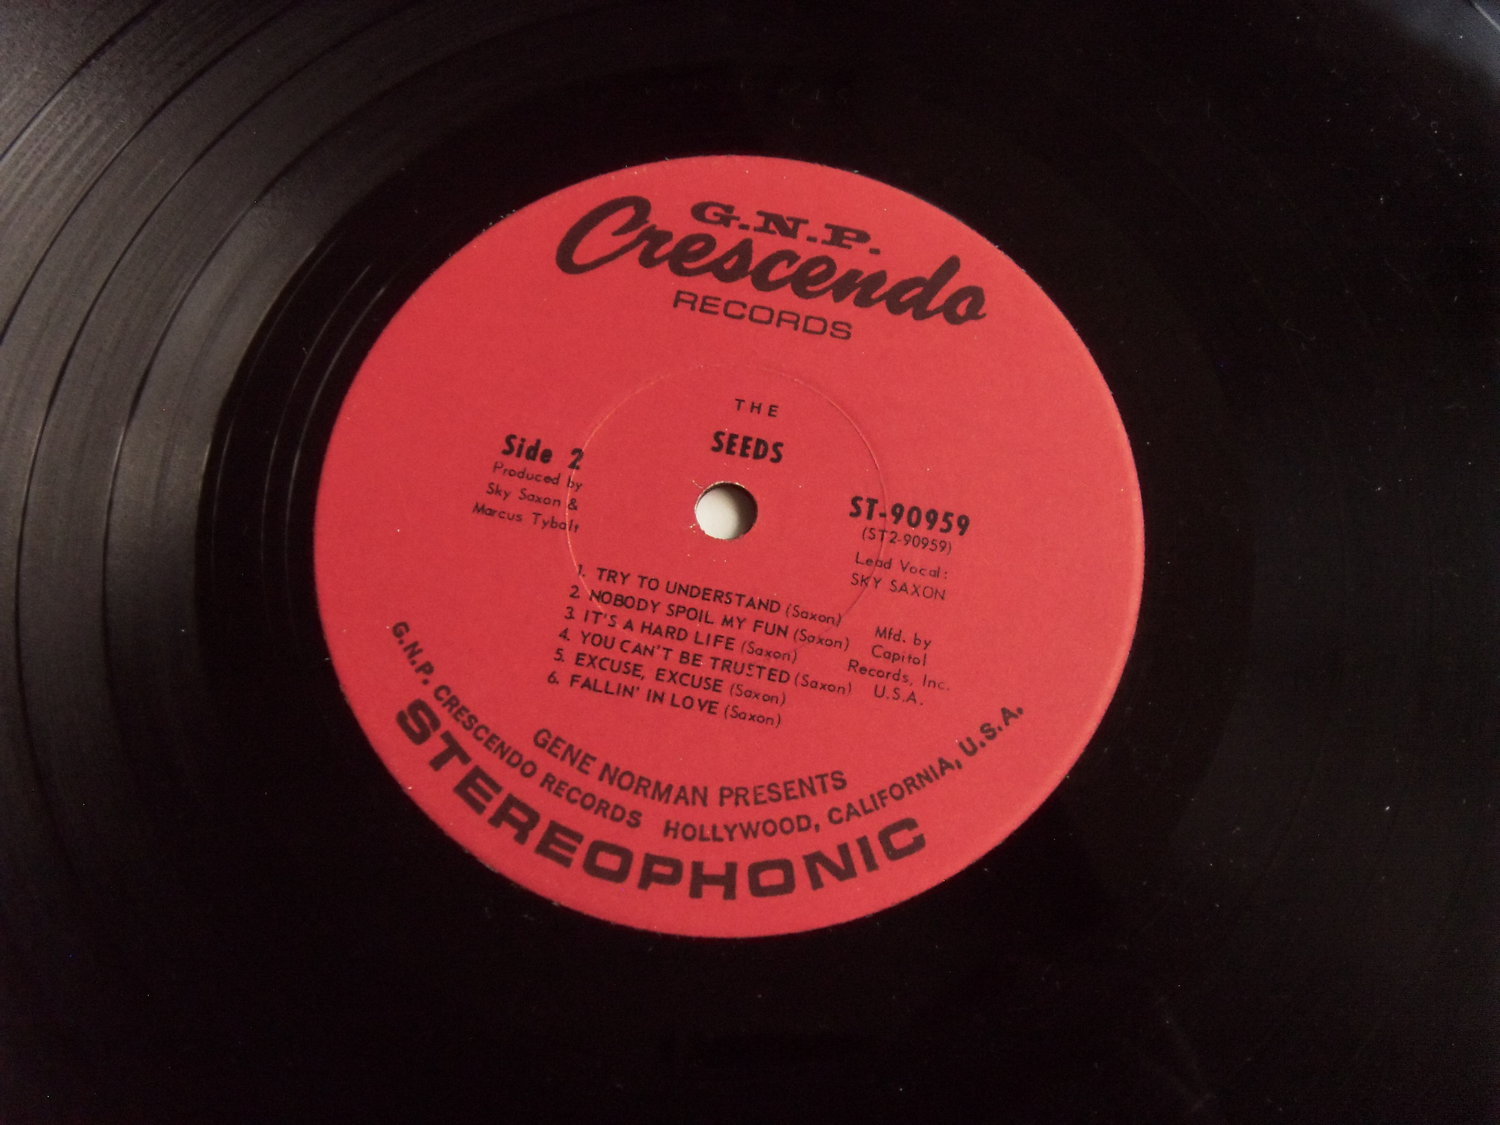 G.N.P.
Crescendo
RECORDS
THE
SEEDS
Side 2
Produced by
Sky Saxon &
Marcus Tybalt
ST-90959
(ST2-90959)
Lead Vocal:
SKY SAXON
1. TRY TO UNDERSTAND (Saxon)
2. NOBODY SPOIL MY FUN (Saxon)
3. IT'S A HARD LIFE (Saxon)
4. YOU CAN'T BE TRUSTED (Saxon)
5. EXCUSE, EXCUSE (Saxon)
6. FALLIN' IN LOVE (Saxon)
Mfd. by
Capitol
Records, Inc.
U.S.A.
GENE NORMAN PRESENTS
G.N.P. CRESCENDO RECORDS HOLLYWOOD, CALIFORNIA, U.S.A.
STEREOPHONIC